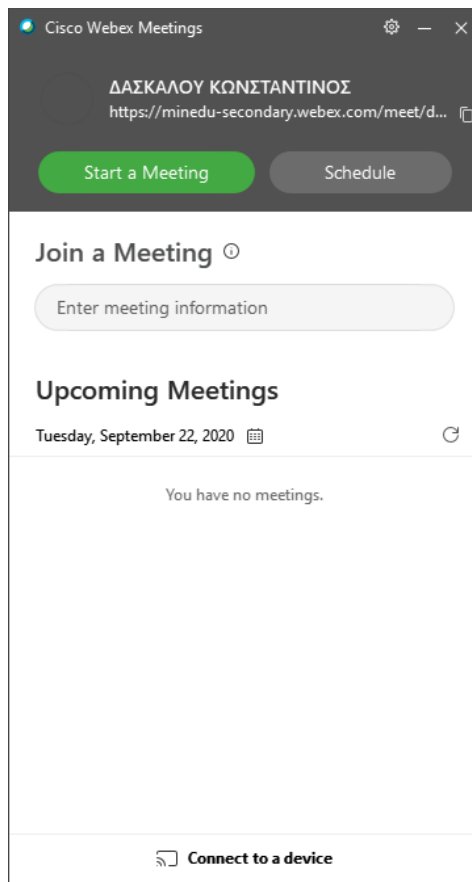 Cisco Webex Meetings
ΔΑΣΚΑΛΟΥ ΚΩΝΣΤΑΝΤΙΝΟΣ
https://minedu-secondary.webex.com/meet/d...
Start a Meeting
Schedule
Join a Meeting
Enter meeting information
Upcoming Meetings
Tuesday, September 22, 2020
You have no meetings.
Connect to a device